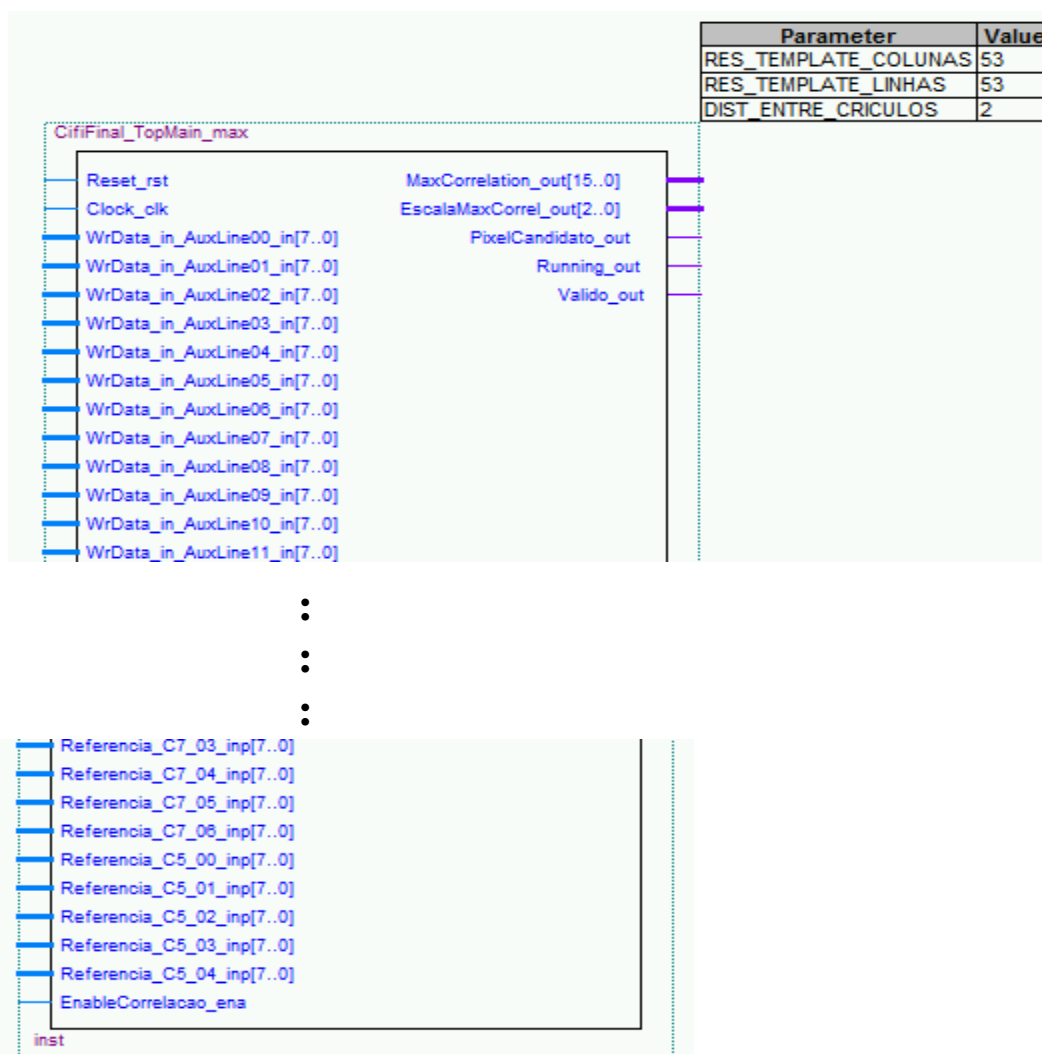 Parameter Value
RES_TEMPLATE_COLUNAS 53
RES_TEMPLATE_LINHAS 53
DIST_ENTRE_CRICULOS 2
CifiFinal_TopMain_max
Reset_rst MaxCorrelation_out[15..0]
Clock_clk EscalaMaxCorrel_out[2..0]
WrData_in_AuxLine00_in[7..0] PixelCandidato_out
WrData_in_AuxLine01_in[7..0] Running_out
WrData_in_AuxLine02_in[7..0] Valido_out
WrData_in_AuxLine03_in[7..0]
WrData_in_AuxLine04_in[7..0]
WrData_in_AuxLine05_in[7..0]
WrData_in_AuxLine06_in[7..0]
WrData_in_AuxLine07_in[7..0]
WrData_in_AuxLine08_in[7..0]
WrData_in_AuxLine09_in[7..0]
WrData_in_AuxLine10_in[7..0]
WrData_in_AuxLine11_in[7..0]
:
:
:
Referencia_C7_03_inp[7..0]
Referencia_C7_04_inp[7..0]
Referencia_C7_05_inp[7..0]
Referencia_C7_06_inp[7..0]
Referencia_C5_00_inp[7..0]
Referencia_C5_01_inp[7..0]
Referencia_C5_02_inp[7..0]
Referencia_C5_03_inp[7..0]
Referencia_C5_04_inp[7..0]
EnableCorrelacao_ena
inst